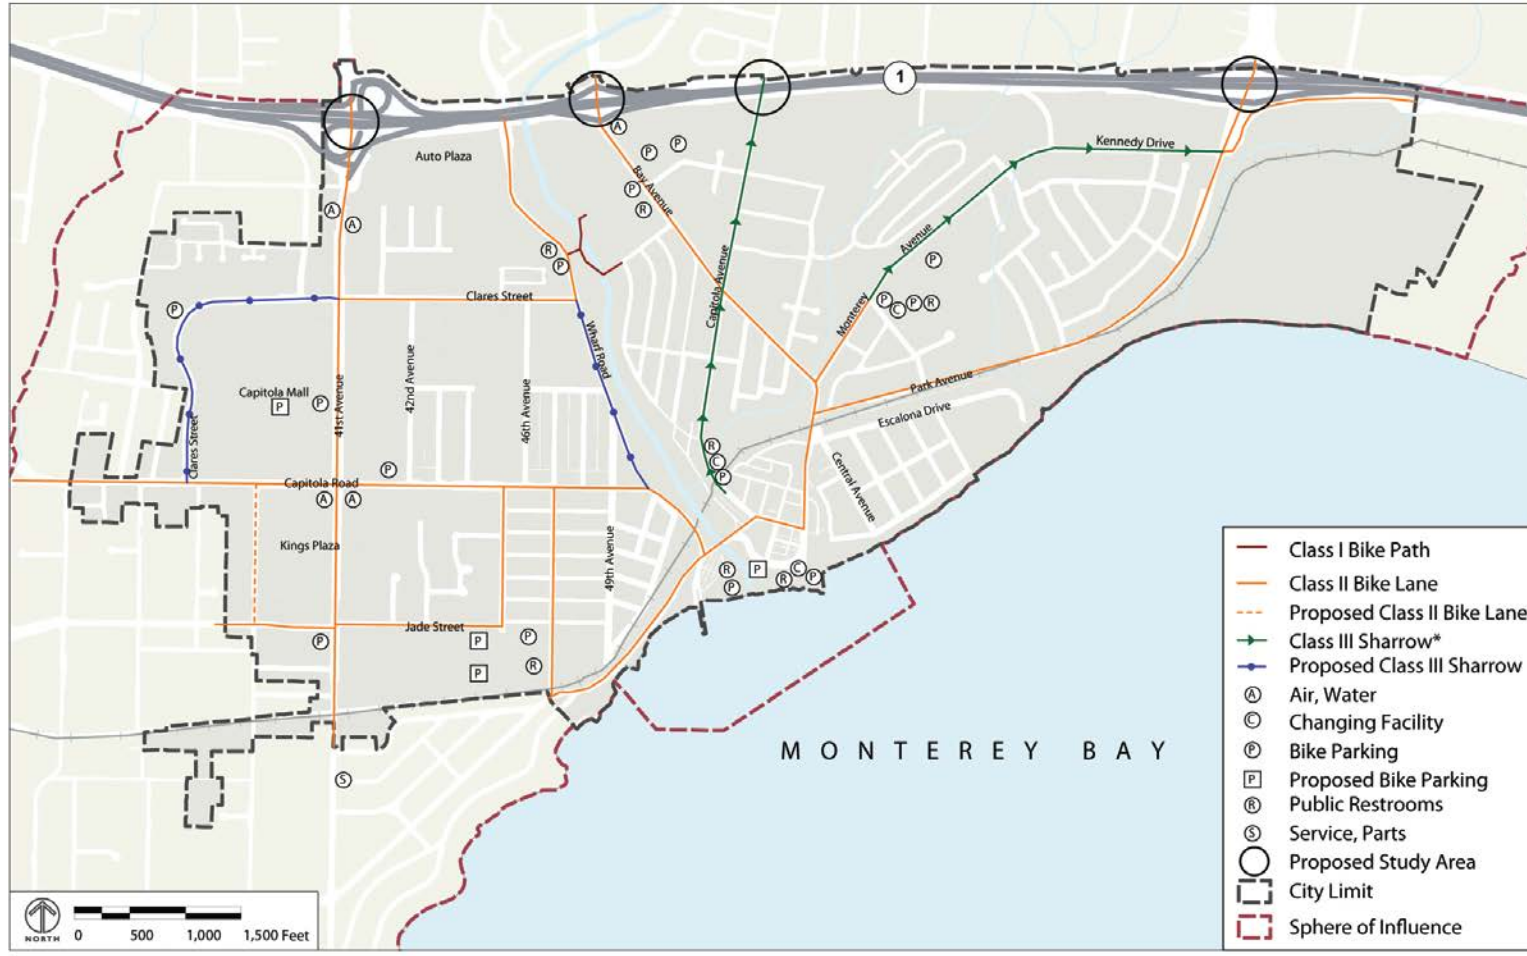 1
Kennedy Drive
Auto Plaza
A
P
P
Bay Avenue
P
R
A
A
R
P
Avenue
P
Capitola Avenue
Clares Street
P
Monterey
P
C
P
R
Wharf Road
42nd Avenue
41st Avenue
46th Avenue
Capitola Mall
P
P
Park Avenue
Escalona Drive
Clares Street
R
C
P
P
Central Avenue
Capitola Road
A
A
Kings Plaza
49th Avenue
R
P
C
P
R
P
Jade Street
P
P
P
P
R
S
MONTEREY BAY
NORTH
0 500 1,000 1,500 Feet
Class I Bike Path
Class II Bike Lane
Proposed Class II Bike Lane
Class III Sharrow*
Proposed Class III Sharrow
A Air, Water
C Changing Facility
P Bike Parking
P Proposed Bike Parking
R Public Restrooms
S Service, Parts
Proposed Study Area
City Limit
Sphere of Influence